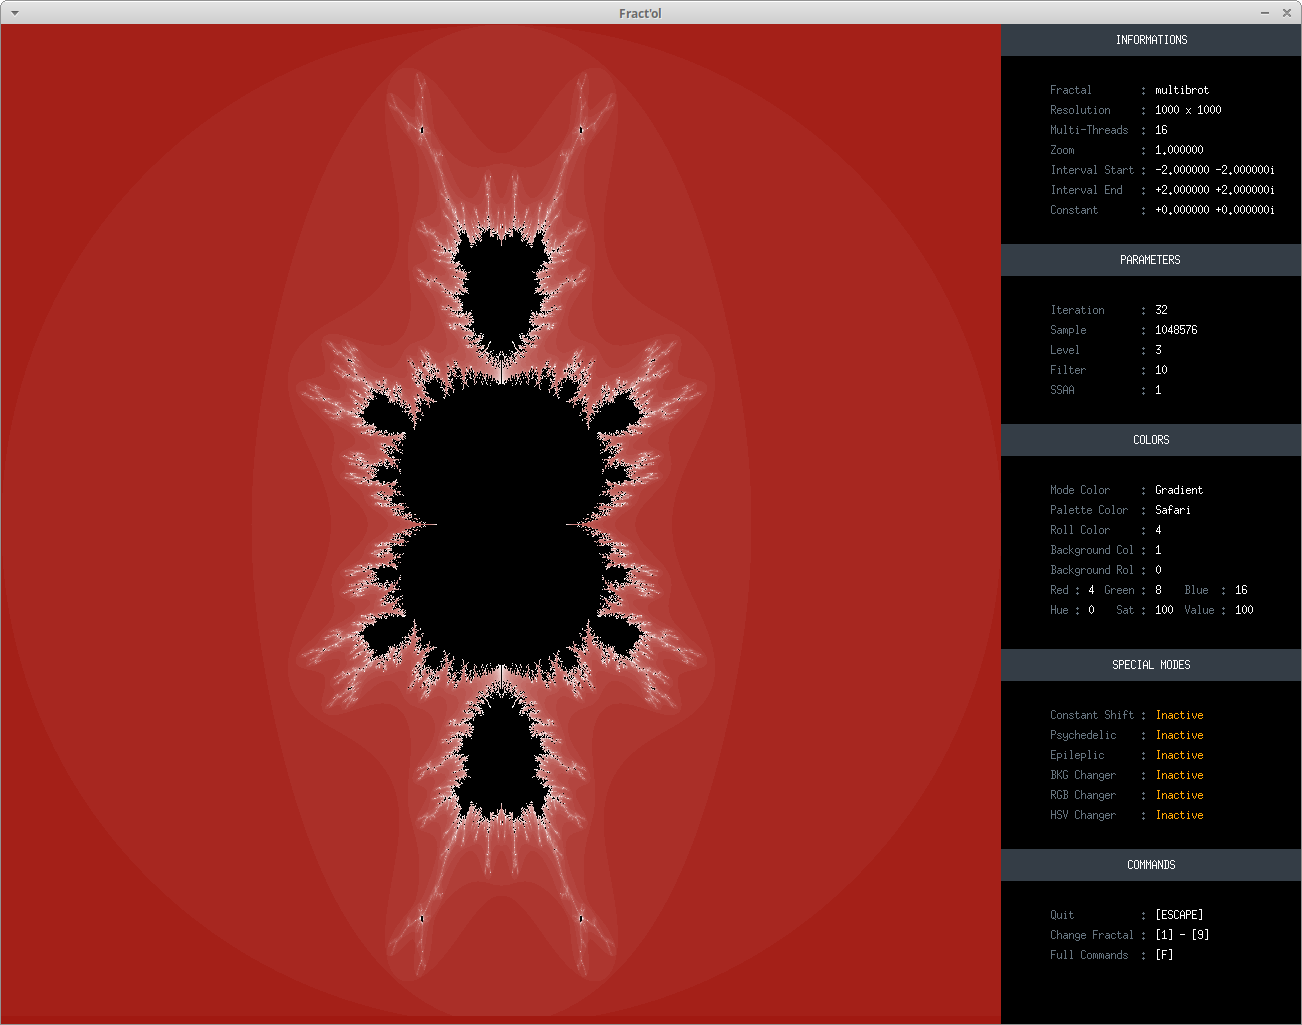 Fract'ol
INFORMATIONS
Fractal : multibrot
Resolution : 1000 x 1000
Multi-Threads : 16
Zoom : 1.000000
Interval Start : -2.000000 -2.000000i
Interval End : +2.000000 +2.000000i
Constant : +0.000000 +0.000000i
PARAMETERS
Iteration : 32
Sample : 1048576
Level : 3
Filter : 10
SSAA : 1
COLORS
Mode Color : Gradient
Palette Color : Safari
Roll Color : 4
Background Col : 1
Background Rol : 0
Red : 4 Green : 8 Blue : 16
Hue : 0 Sat : 100 Value : 100
SPECIAL MODES
Constant Shift : Inactive
Psychedelic : Inactive
Epileplic : Inactive
BKG Changer : Inactive
RGB Changer : Inactive
HSV Changer : Inactive
COMMANDS
Quit : [ESCAPE]
Change Fractal : [1] - [9]
Full Commands : [F]